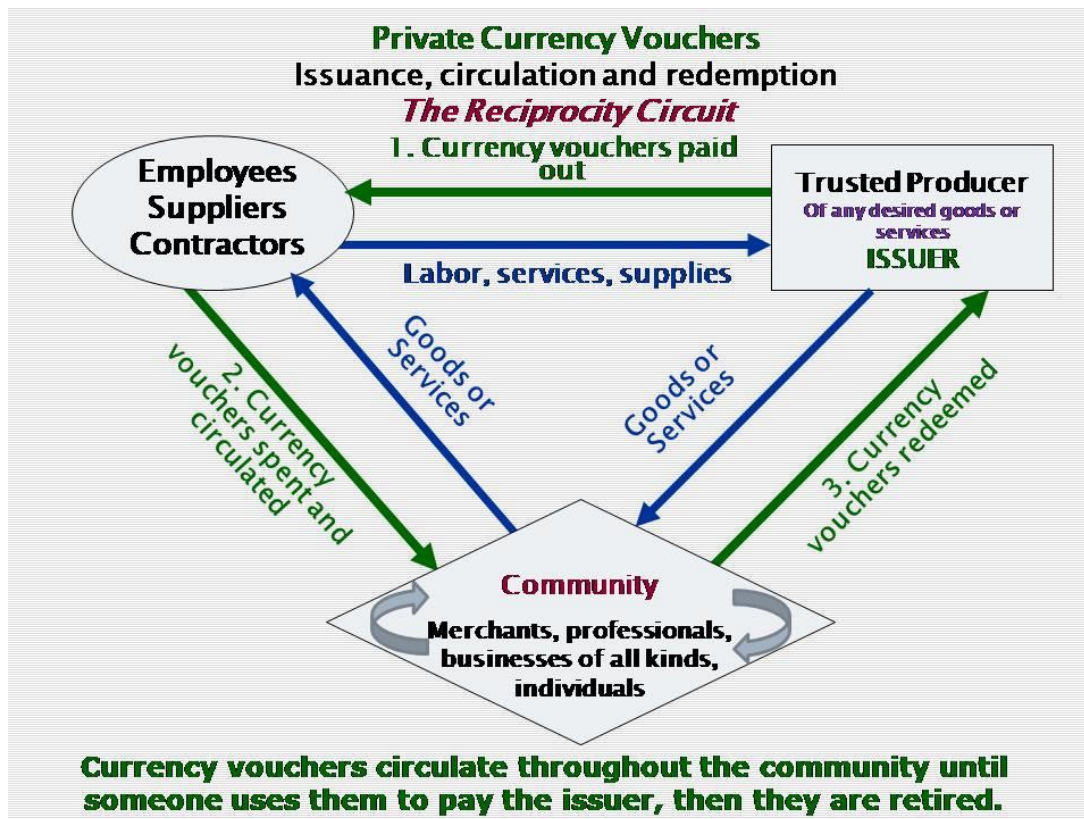 Private Currency Vouchers
Issuance, circulation and redemption
The Reciprocity Circuit
1. Currency vouchers paid
out
Employees
Suppliers
Contractors
Trusted Producer
Of any desired goods or
services
ISSUER
Labor, services, supplies
2. Currency
vouchers spent and
circulated
Goods or
Services
Goods or
Services
3. Currency
vouchers redeemed
Community
Merchants, professionals,
businesses of all kinds,
individuals
Currency vouchers circulate throughout the community until
someone uses them to pay the issuer, then they are retired.